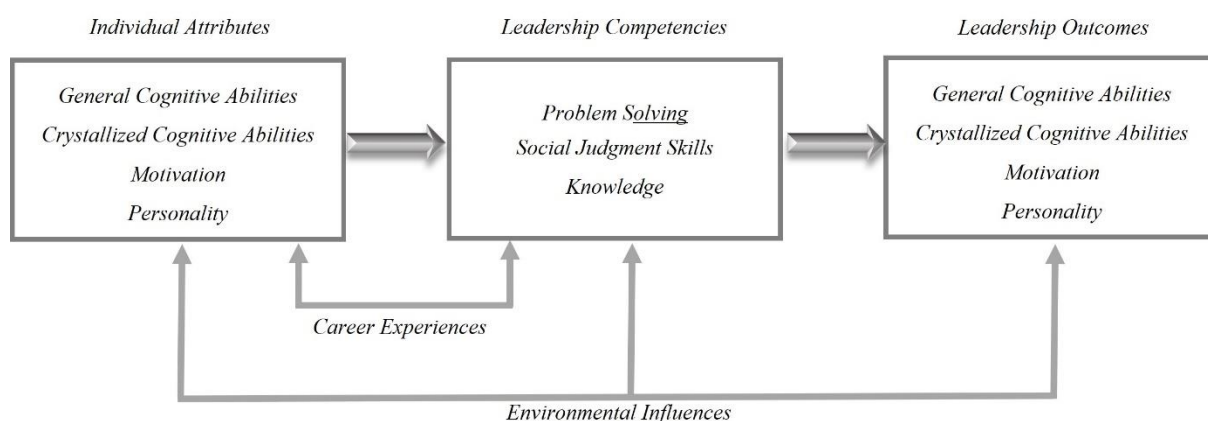 Individual Attributes
General Cognitive Abilities
Crystallized Cognitive Abilities
Motivation
Personality
Leadership Competencies
Problem Solving
Social Judgment Skills
Knowledge
Leadership Outcomes
General Cognitive Abilities
Crystallized Cognitive Abilities
Motivation
Personality
Career Experiences
Environmental Influences